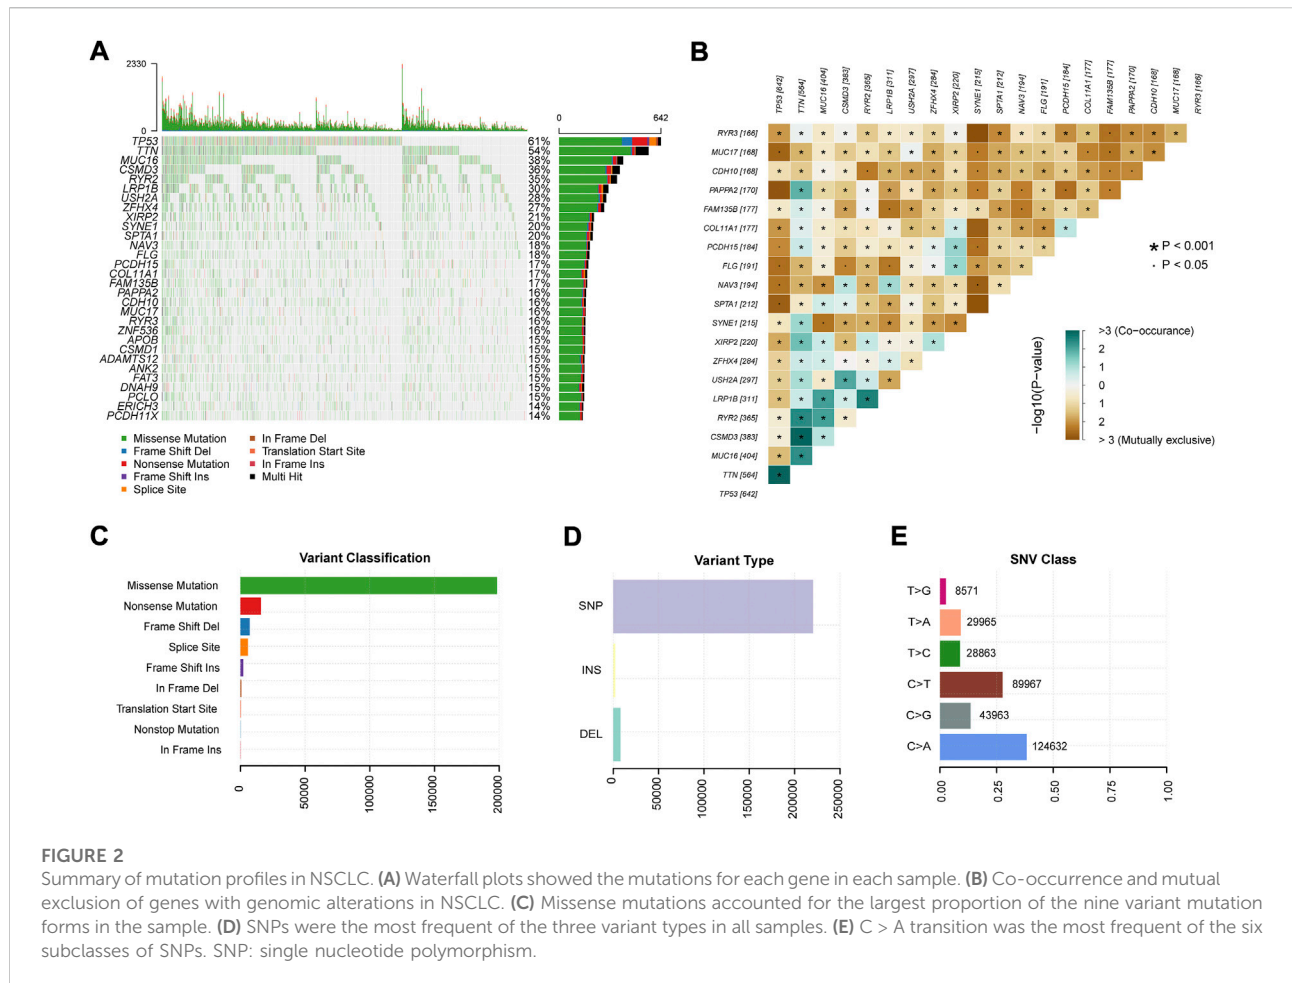 A
2330
0
0
642
TP53 61%
TTN 54%
MUC16 38%
CSMD3 36%
RYR2 35%
LRP1B 30%
USH2A 28%
ZFHX4 27%
XIRP2 21%
SYNE1 20%
SPTA1 20%
NAV3 18%
FLG 18%
PCDH15 17%
COL11A1 17%
FAM135B 17%
PAPPA2 16%
CDH10 16%
MUC17 16%
RYR3 16%
ZNF536 16%
APOB 15%
CSMD1 15%
ADAMTS12 15%
ANK2 15%
FAT3 15%
DNAH9 15%
PCLO 15%
ERICH3 14%
PCDH11X 14%
Missense Mutation
Frame Shift Del
Nonsense Mutation
Frame Shift Ins
Splice Site
In Frame Del
Translation Start Site
In Frame Ins
Multi Hit
B
TP53 [642]
TTN [564]
MUC16 [404]
CSMD3 [383]
RYR2 [365]
LRP1B [311]
USH2A [297]
ZFHX4 [284]
XIRP2 [220]
SYNE1 [215]
SPTA1 [212]
NAV3 [194]
FLG [191]
PCDH15 [184]
COL11A1 [177]
FAM135B [177]
PAPPA2 [170]
CDH10 [168]
MUC17 [168]
RYR3 [166]
RYR3 [166]
MUC17 [168]
CDH10 [168]
PAPPA2 [170]
FAM135B [177]
COL11A1 [177]
PCDH15 [184]
FLG [191]
NAV3 [194]
SPTA1 [212]
SYNE1 [215]
XIRP2 [220]
ZFHX4 [284]
USH2A [297]
LRP1B [311]
RYR2 [365]
CSMD3 [383]
MUC16 [404]
TTN [564]
TP53 [642]
* P < 0.001
· P < 0.05
−log10(P−value)
>3 (Co−occurance)
2
1
0
1
2
> 3 (Mutually exclusive)
C
Variant Classification
Missense Mutation
Nonsense Mutation
Frame Shift Del
Splice Site
Frame Shift Ins
In Frame Del
Translation Start Site
Nonstop Mutation
In Frame Ins
0
50000
100000
150000
200000
D
Variant Type
SNP
INS
DEL
0
50000
100000
150000
200000
250000
E
SNV Class
T>G 8571
T>A 29965
T>C 28863
C>T 89967
C>G 43963
C>A 124632
0.00
0.25
0.50
0.75
1.00
FIGURE 2
Summary of mutation profiles in NSCLC. (A) Waterfall plots showed the mutations for each gene in each sample. (B) Co-occurrence and mutual
exclusion of genes with genomic alterations in NSCLC. (C) Missense mutations accounted for the largest proportion of the nine variant mutation
forms in the sample. (D) SNPs were the most frequent of the three variant types in all samples. (E) C > A transition was the most frequent of the six
subclasses of SNPs. SNP: single nucleotide polymorphism.